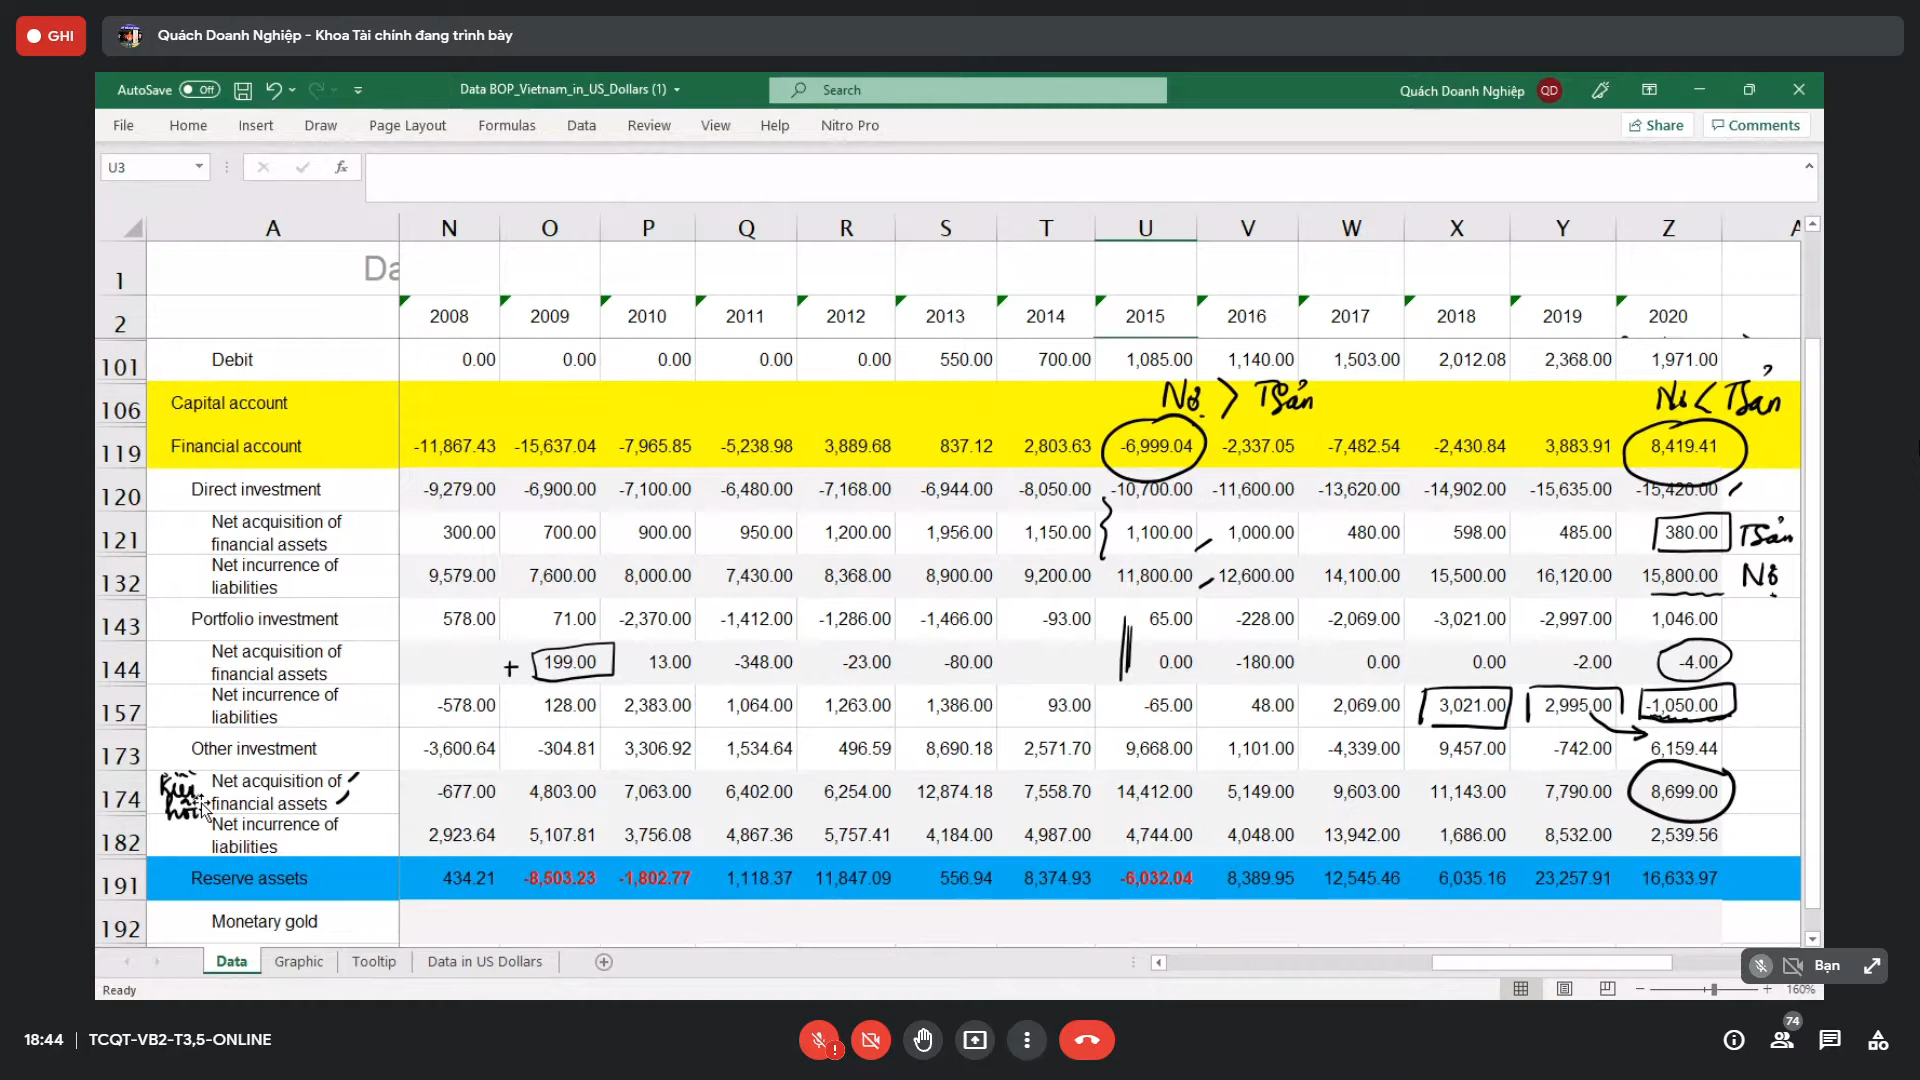 GHI
Quách Doanh Nghiệp - Khoa Tài chính đang trình bày
AutoSave Off Data BOP_Vietnam_in_US_Dollars (1) Search Quách Doanh Nghiệp QD
File Home Insert Draw Page Layout Formulas Data Review View Help Nitro Pro Share Comments
U3 fx
A N O P Q R S T U V W X Y Z
1 Da
2 2008 2009 2010 2011 2012 2013 2014 2015 2016 2017 2018 2019 2020
101 Debit 0.00 0.00 0.00 0.00 0.00 550.00 700.00 1,085.00 1,140.00 1,503.00 2,012.08 2,368.00 1,971.00
106 Capital account Nợ > Tsản Nợ < Tsản
119 Financial account -11,867.43 -15,637.04 -7,965.85 -5,238.98 3,889.68 837.12 2,803.63 -6,999.04 -2,337.05 -7,482.54 -2,430.84 3,883.91 8,419.41
120 Direct investment -9,279.00 -6,900.00 -7,100.00 -6,480.00 -7,168.00 -6,944.00 -8,050.00 -10,700.00 -11,600.00 -13,620.00 -14,902.00 -15,635.00 -15,420.00
121 Net acquisition of financial assets 300.00 700.00 900.00 950.00 1,200.00 1,956.00 1,150.00 1,100.00 1,000.00 480.00 598.00 485.00 380.00 Tsản
132 Net incurrence of liabilities 9,579.00 7,600.00 8,000.00 7,430.00 8,368.00 8,900.00 9,200.00 11,800.00 12,600.00 14,100.00 15,500.00 16,120.00 15,800.00 Nợ
143 Portfolio investment 578.00 71.00 -2,370.00 -1,412.00 -1,286.00 -1,466.00 -93.00 65.00 -228.00 -2,069.00 -3,021.00 -2,997.00 1,046.00
144 Net acquisition of financial assets + 199.00 13.00 -348.00 -23.00 -80.00 0.00 -180.00 0.00 0.00 -2.00 -4.00
157 Net incurrence of liabilities -578.00 128.00 2,383.00 1,064.00 1,263.00 1,386.00 93.00 -65.00 48.00 2,069.00 3,021.00 2,995.00 -1,050.00
173 Other investment -3,600.64 -304.81 3,306.92 1,534.64 496.59 8,690.18 2,571.70 9,668.00 1,101.00 -4,339.00 9,457.00 -742.00 6,159.44
174 Net acquisition of financial assets -677.00 4,803.00 7,063.00 6,402.00 6,254.00 12,874.18 7,558.70 14,412.00 5,149.00 9,603.00 11,143.00 7,790.00 8,699.00
182 Net incurrence of liabilities 2,923.64 5,107.81 3,756.08 4,867.36 5,757.41 4,184.00 4,987.00 4,744.00 4,048.00 13,942.00 1,686.00 8,532.00 2,539.56
191 Reserve assets 434.21 -8,503.23 -1,802.77 1,118.37 11,847.09 556.94 8,374.93 -6,032.04 8,389.95 12,545.46 6,035.16 23,257.91 16,633.97
192 Monetary gold
Data Graphic Tooltip Data in US Dollars
Bạn
Ready 160%
18:44 | TCQT-VB2-T3,5-ONLINE 74